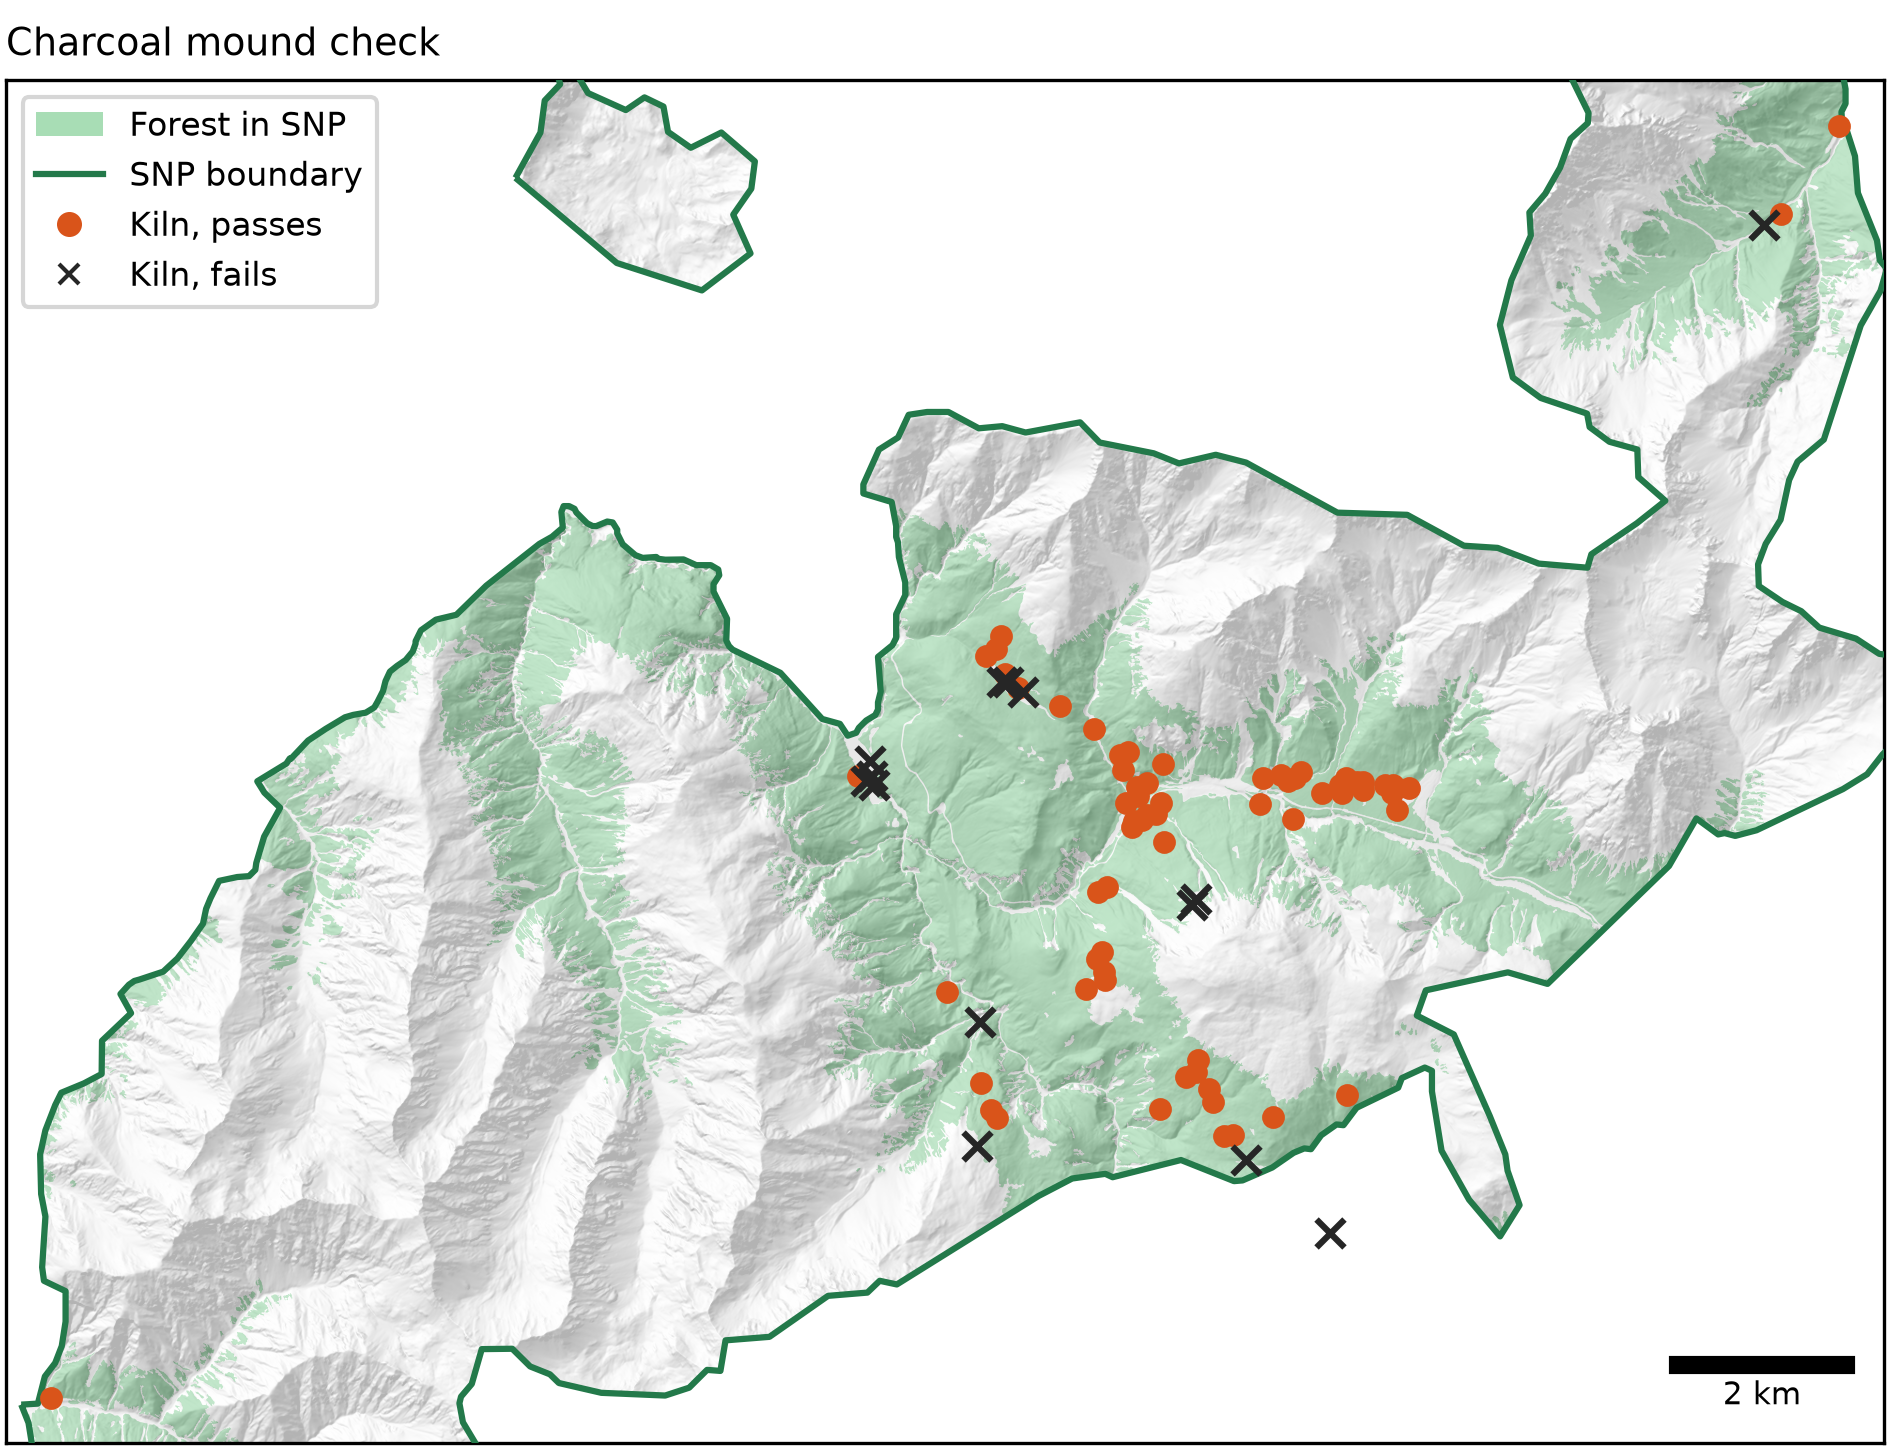 Charcoal mound check
Forest in SNP
SNP boundary
Kiln, passes
Kiln, fails
2 km